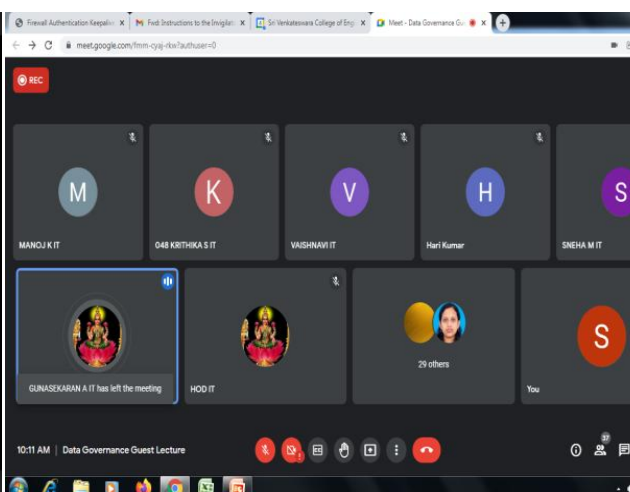 Firewall Authentication Keepaliv
Fwd: Instructions to the Invigilat
Sri Venkateswara College of Eng
Meet - Data Governance Gu
meet.google.com/fmm-cyaj-rkw?authuser=0
REC
M
K
V
H
S
MANOJ K IT
048 KRITHIKA S IT
VAISHNAVI IT
Hari Kumar
SNEHA M IT
S
29 others
GUNASEKARAN A IT has left the meeting
HOD IT
You
10:11 AM | Data Governance Guest Lecture
37